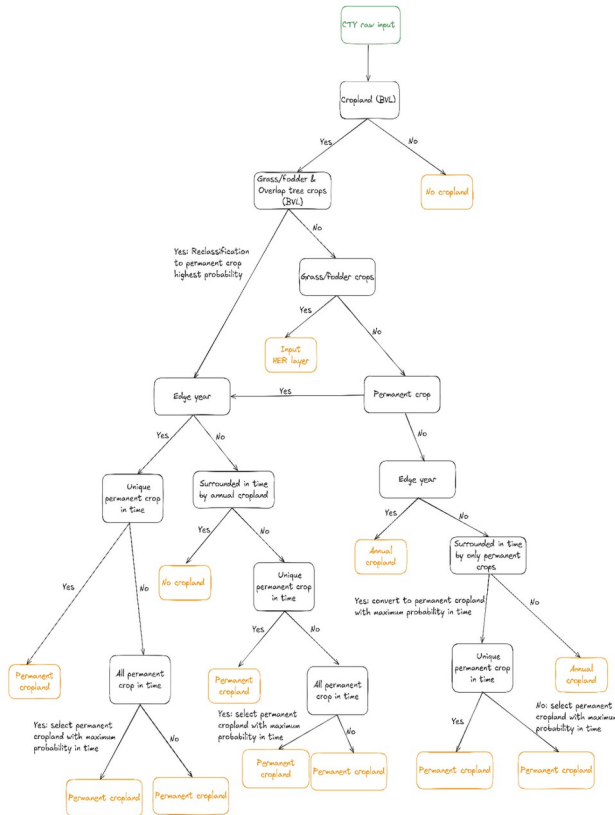 CTY raw input
Cropland (BVL)
Yes
No
Grass/fodder &
Overlap tree crops
(BVL)
No cropland
No
Yes: Reclassification
to permanent crop
highest probability
Grass/fodder crops
Yes
No
Input
HER layer
Edge year
Yes
Permanent crop
Yes
No
No
Unique
permanent crop
in time
Surrounded in time
by annual cropland
Edge year
Yes
No
Yes
No
Yes
No
No cropland
Unique
permanent crop
in time
Annual
cropland
Surrounded in time
by only permanent
crops
Yes: convert to permanent cropland
with maximum probability in time
No
Yes
No
Permanent
cropland
All permanent
crop in time
Permanent
cropland
All permanent
crop in time
Unique
permanent crop
in time
Annual
cropland
Yes: select permanent
cropland with maximum
probability in time
No
Yes: select permanent
cropland with maximum
probability in time
No
Yes
No: select permanent
cropland with maximum
probability in time
Permanent cropland
Permanent cropland
Permanent
cropland
Permanent cropland
Permanent cropland
Permanent cropland